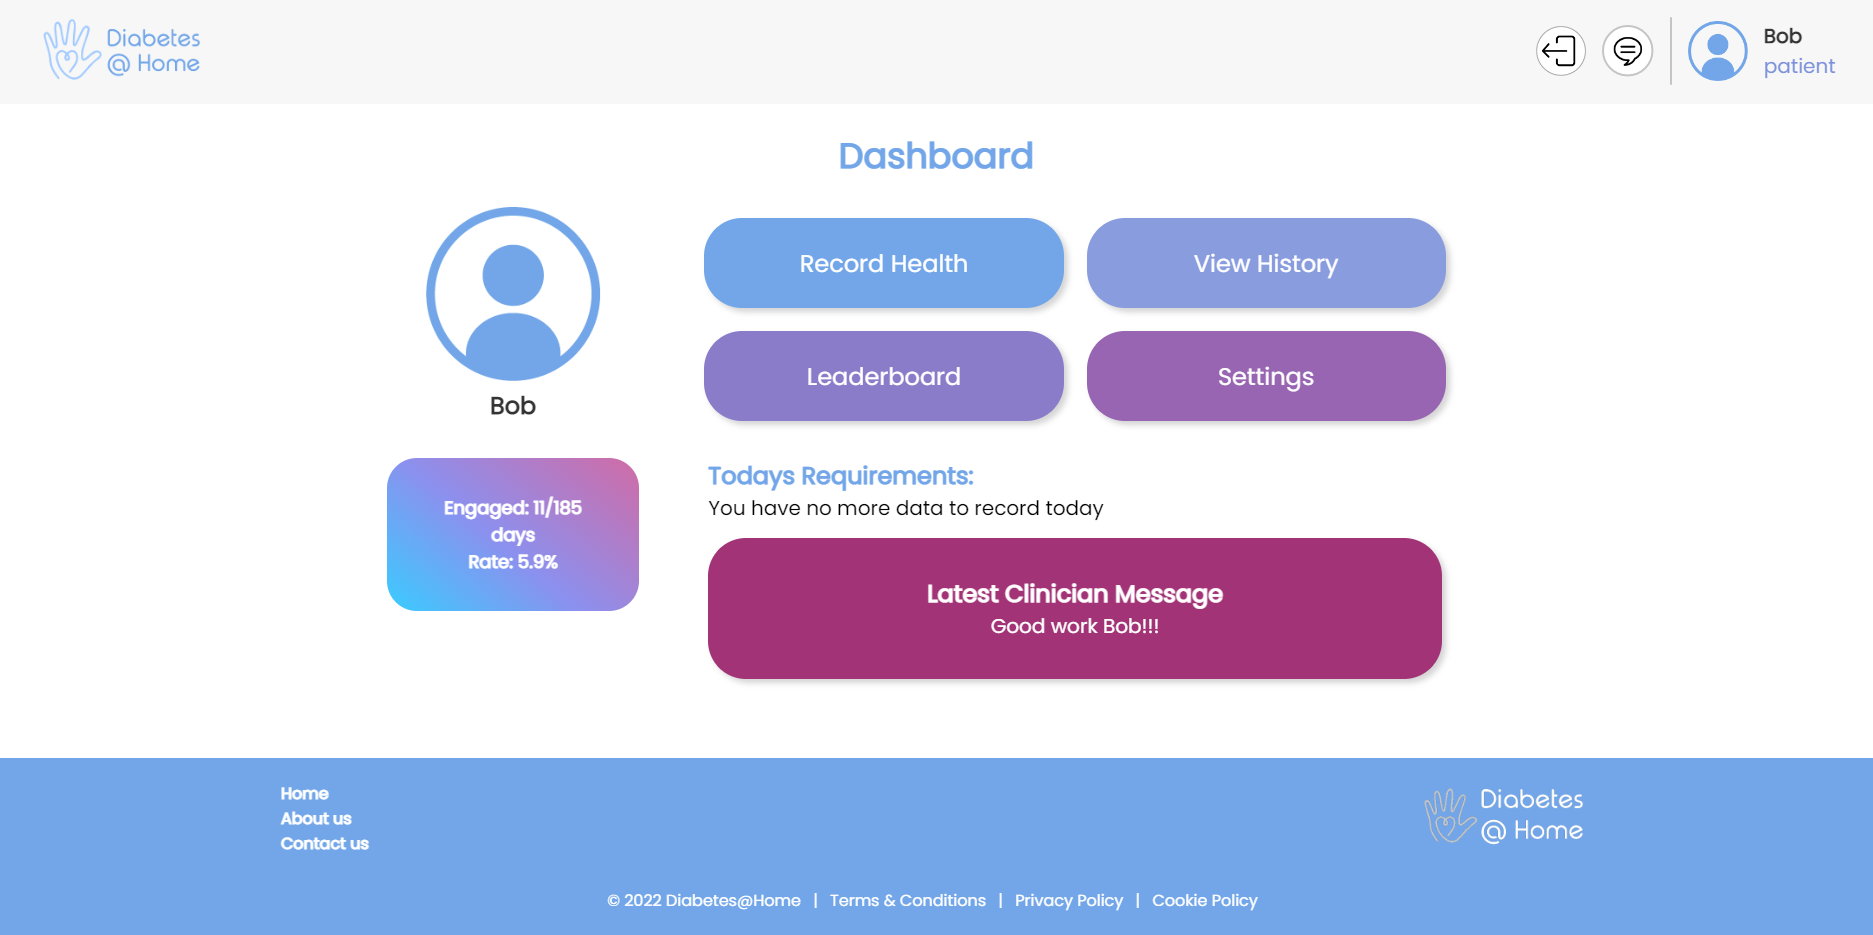 Diabetes
@ Home
Bob
patient
Dashboard
Bob
Engaged: 11/185
days
Rate: 5.9%
Record Health
View History
Leaderboard
Settings
Todays Requirements:
You have no more data to record today
Latest Clinician Message
Good work Bob!!!
Home
About us
Contact us
Diabetes
@ Home
© 2022 Diabetes@Home | Terms & Conditions | Privacy Policy | Cookie Policy